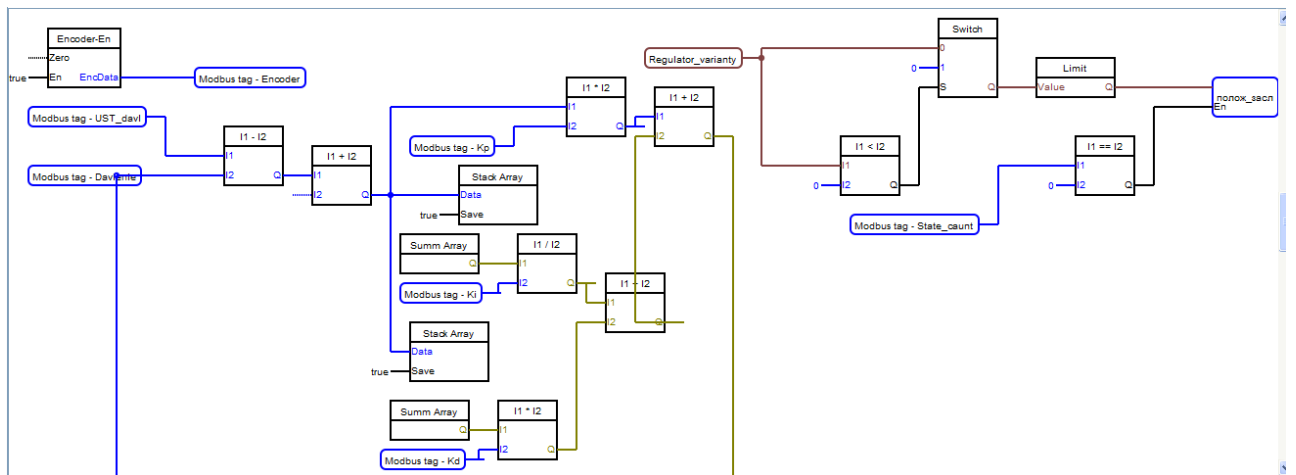 Encoder-En
Zero
true
En
EncData
Modbus tag - Encoder
Modbus tag - UST_davl
Modbus tag - Davlenie
I1 - I2
I1
I2
Q
I1 + I2
I1
I2
Q
I1 * I2
I1
I2
Q
Modbus tag - Kp
I1 + I2
I1
I2
Q
Stack Array
Data
true
Save
Summ Array
Q
I1 / I2
I1
I2
Q
Modbus tag - Ki
I1 + I2
I1
I2
Q
Stack Array
Data
true
Save
Summ Array
Q
I1 * I2
I1
I2
Q
Modbus tag - Kd
Regulator_varianty
Switch
0
0
1
S
Q
Limit
Value
Q
полож_засл
En
I1 < I2
I1
0
I2
Q
I1 == I2
I1
0
I2
Q
Modbus tag - State_caunt